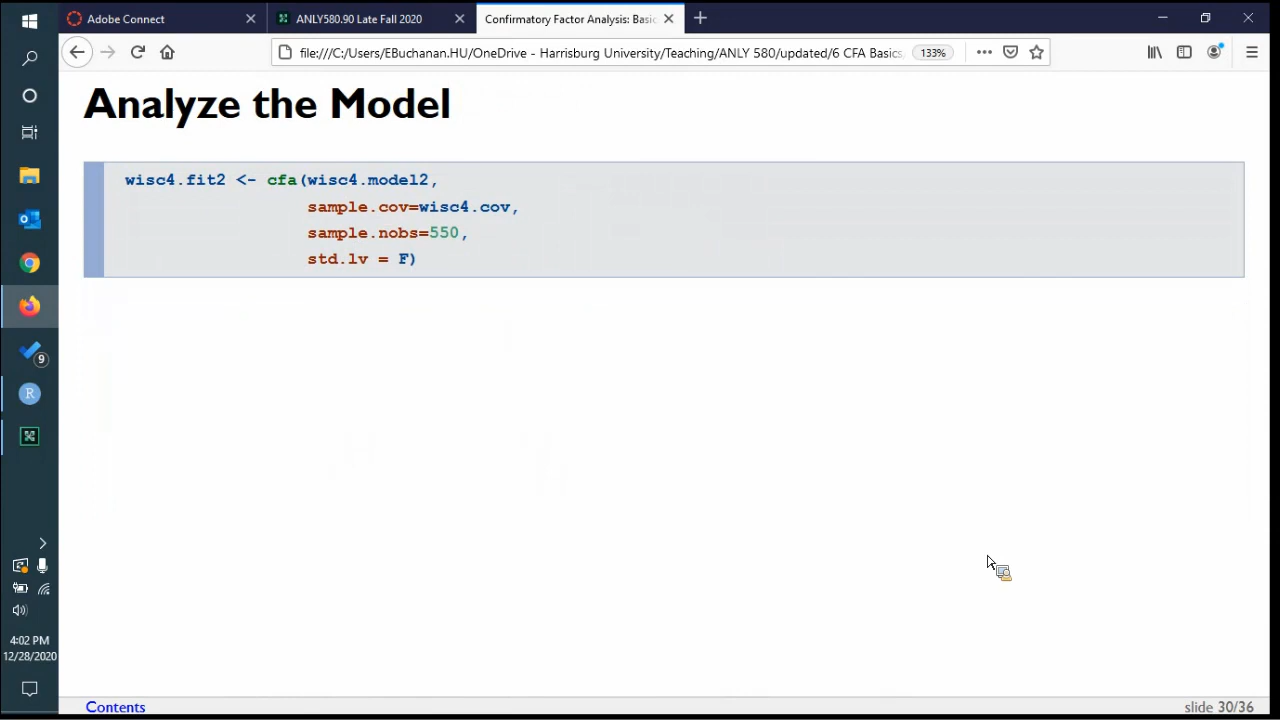 Adobe Connect
ANLY580.90 Late Fall 2020
Confirmatory Factor Analysis: Basic
file:///C:/Users/EBuchanan.HU/OneDrive - Harrisburg University/Teaching/ANLY 580/updated/6 CFA Basics,
133%
Analyze the Model
wisc4.fit2 <- cfa(wisc4.model2,
sample.cov=wisc4.cov,
sample.nobs=550,
std.lv = F)
9
R
4:02 PM
12/28/2020
Contents
slide 30/36